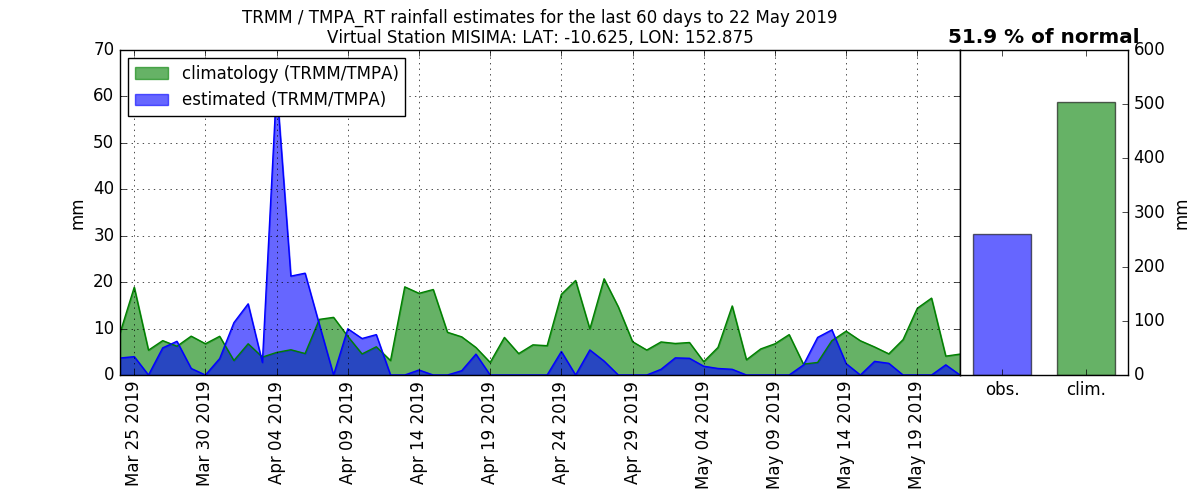 TRMM / TMPA_RT rainfall estimates for the last 60 days to 22 May 2019
Virtual Station MISIMA: LAT: -10.625, LON: 152.875
51.9 % of normal
climatology (TRMM/TMPA)
estimated (TRMM/TMPA)
70
60
50
40
30
20
10
0
mm
Mar 25 2019
Mar 30 2019
Apr 04 2019
Apr 09 2019
Apr 14 2019
Apr 19 2019
Apr 24 2019
Apr 29 2019
May 04 2019
May 09 2019
May 14 2019
May 19 2019
obs.
clim.
600
500
400
300
200
100
0
mm